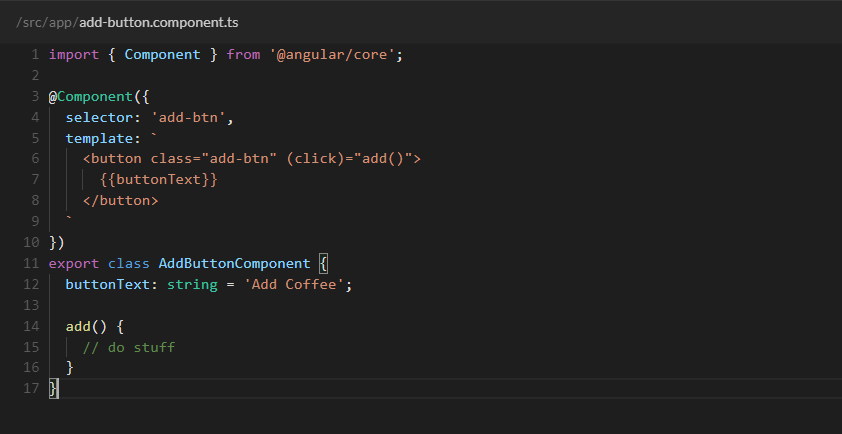 /src/app/add-button.component.ts
1 import { Component } from '@angular/core';
2
3 @Component({
4   selector: 'add-btn',
5   template: `
6     <button class="add-btn" (click)="add()">
7       {{buttonText}}
8     </button>
9   `
10 })
11 export class AddButtonComponent {
12   buttonText: string = 'Add Coffee';
13
14   add() {
15     // do stuff
16   }
17 }